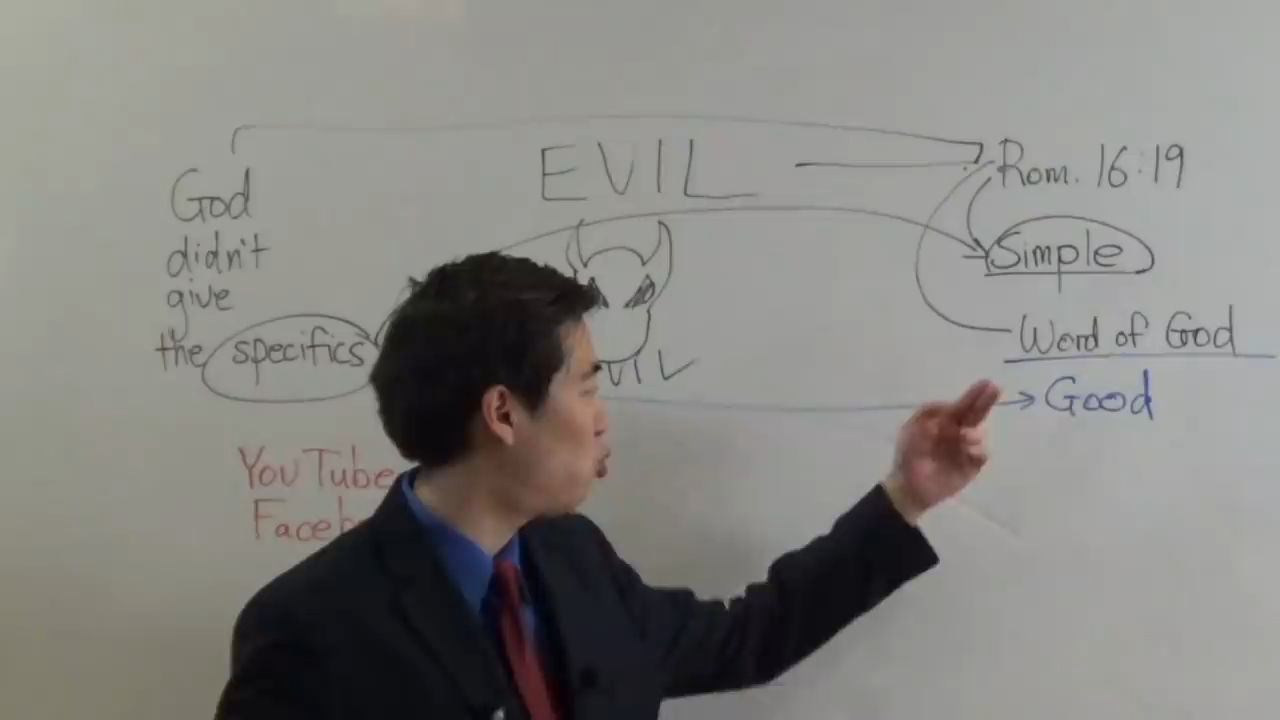 God
didn't
give
the specifics
EVIL
YouTube
Rom. 16:19
Simple
Word of God
Good